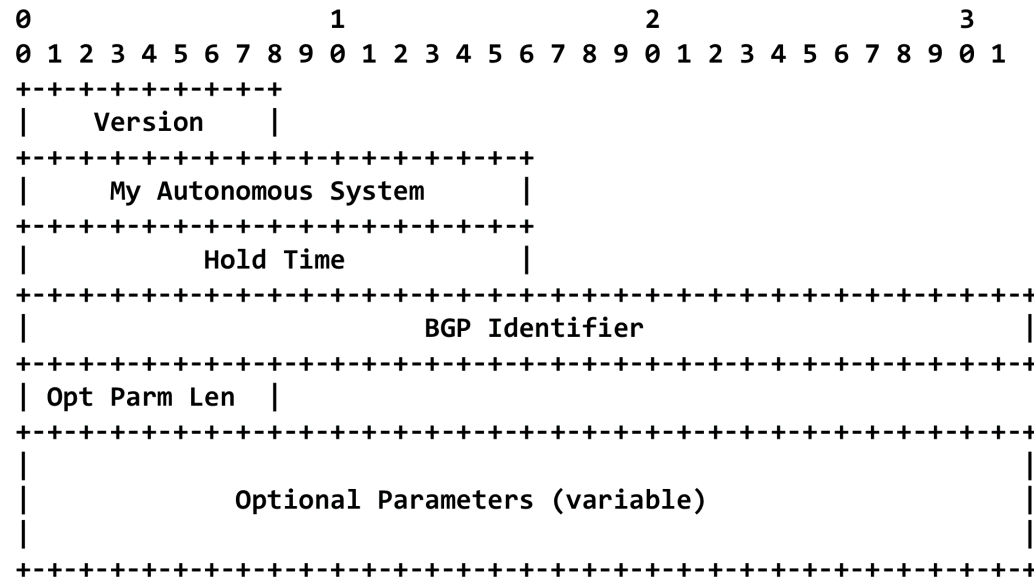 0                   1                   2                   3
0 1 2 3 4 5 6 7 8 9 0 1 2 3 4 5 6 7 8 9 0 1 2 3 4 5 6 7 8 9 0 1
+-+-+-+-+-+-+-+-+
|    Version    |
+-+-+-+-+-+-+-+-+-+-+-+-+-+-+-+-+
|     My Autonomous System      |
+-+-+-+-+-+-+-+-+-+-+-+-+-+-+-+-+
|           Hold Time           |
+-+-+-+-+-+-+-+-+-+-+-+-+-+-+-+-+-+-+-+-+-+-+-+-+-+-+-+-+-+-+-+-+
|                         BGP Identifier                        |
+-+-+-+-+-+-+-+-+-+-+-+-+-+-+-+-+-+-+-+-+-+-+-+-+-+-+-+-+-+-+-+-+
| Opt Parm Len  |
+-+-+-+-+-+-+-+-+-+-+-+-+-+-+-+-+-+-+-+-+-+-+-+-+-+-+-+-+-+-+-+-+
|                                                               |
|             Optional Parameters (variable)                    |
|                                                               |
+-+-+-+-+-+-+-+-+-+-+-+-+-+-+-+-+-+-+-+-+-+-+-+-+-+-+-+-+-+-+-+-+